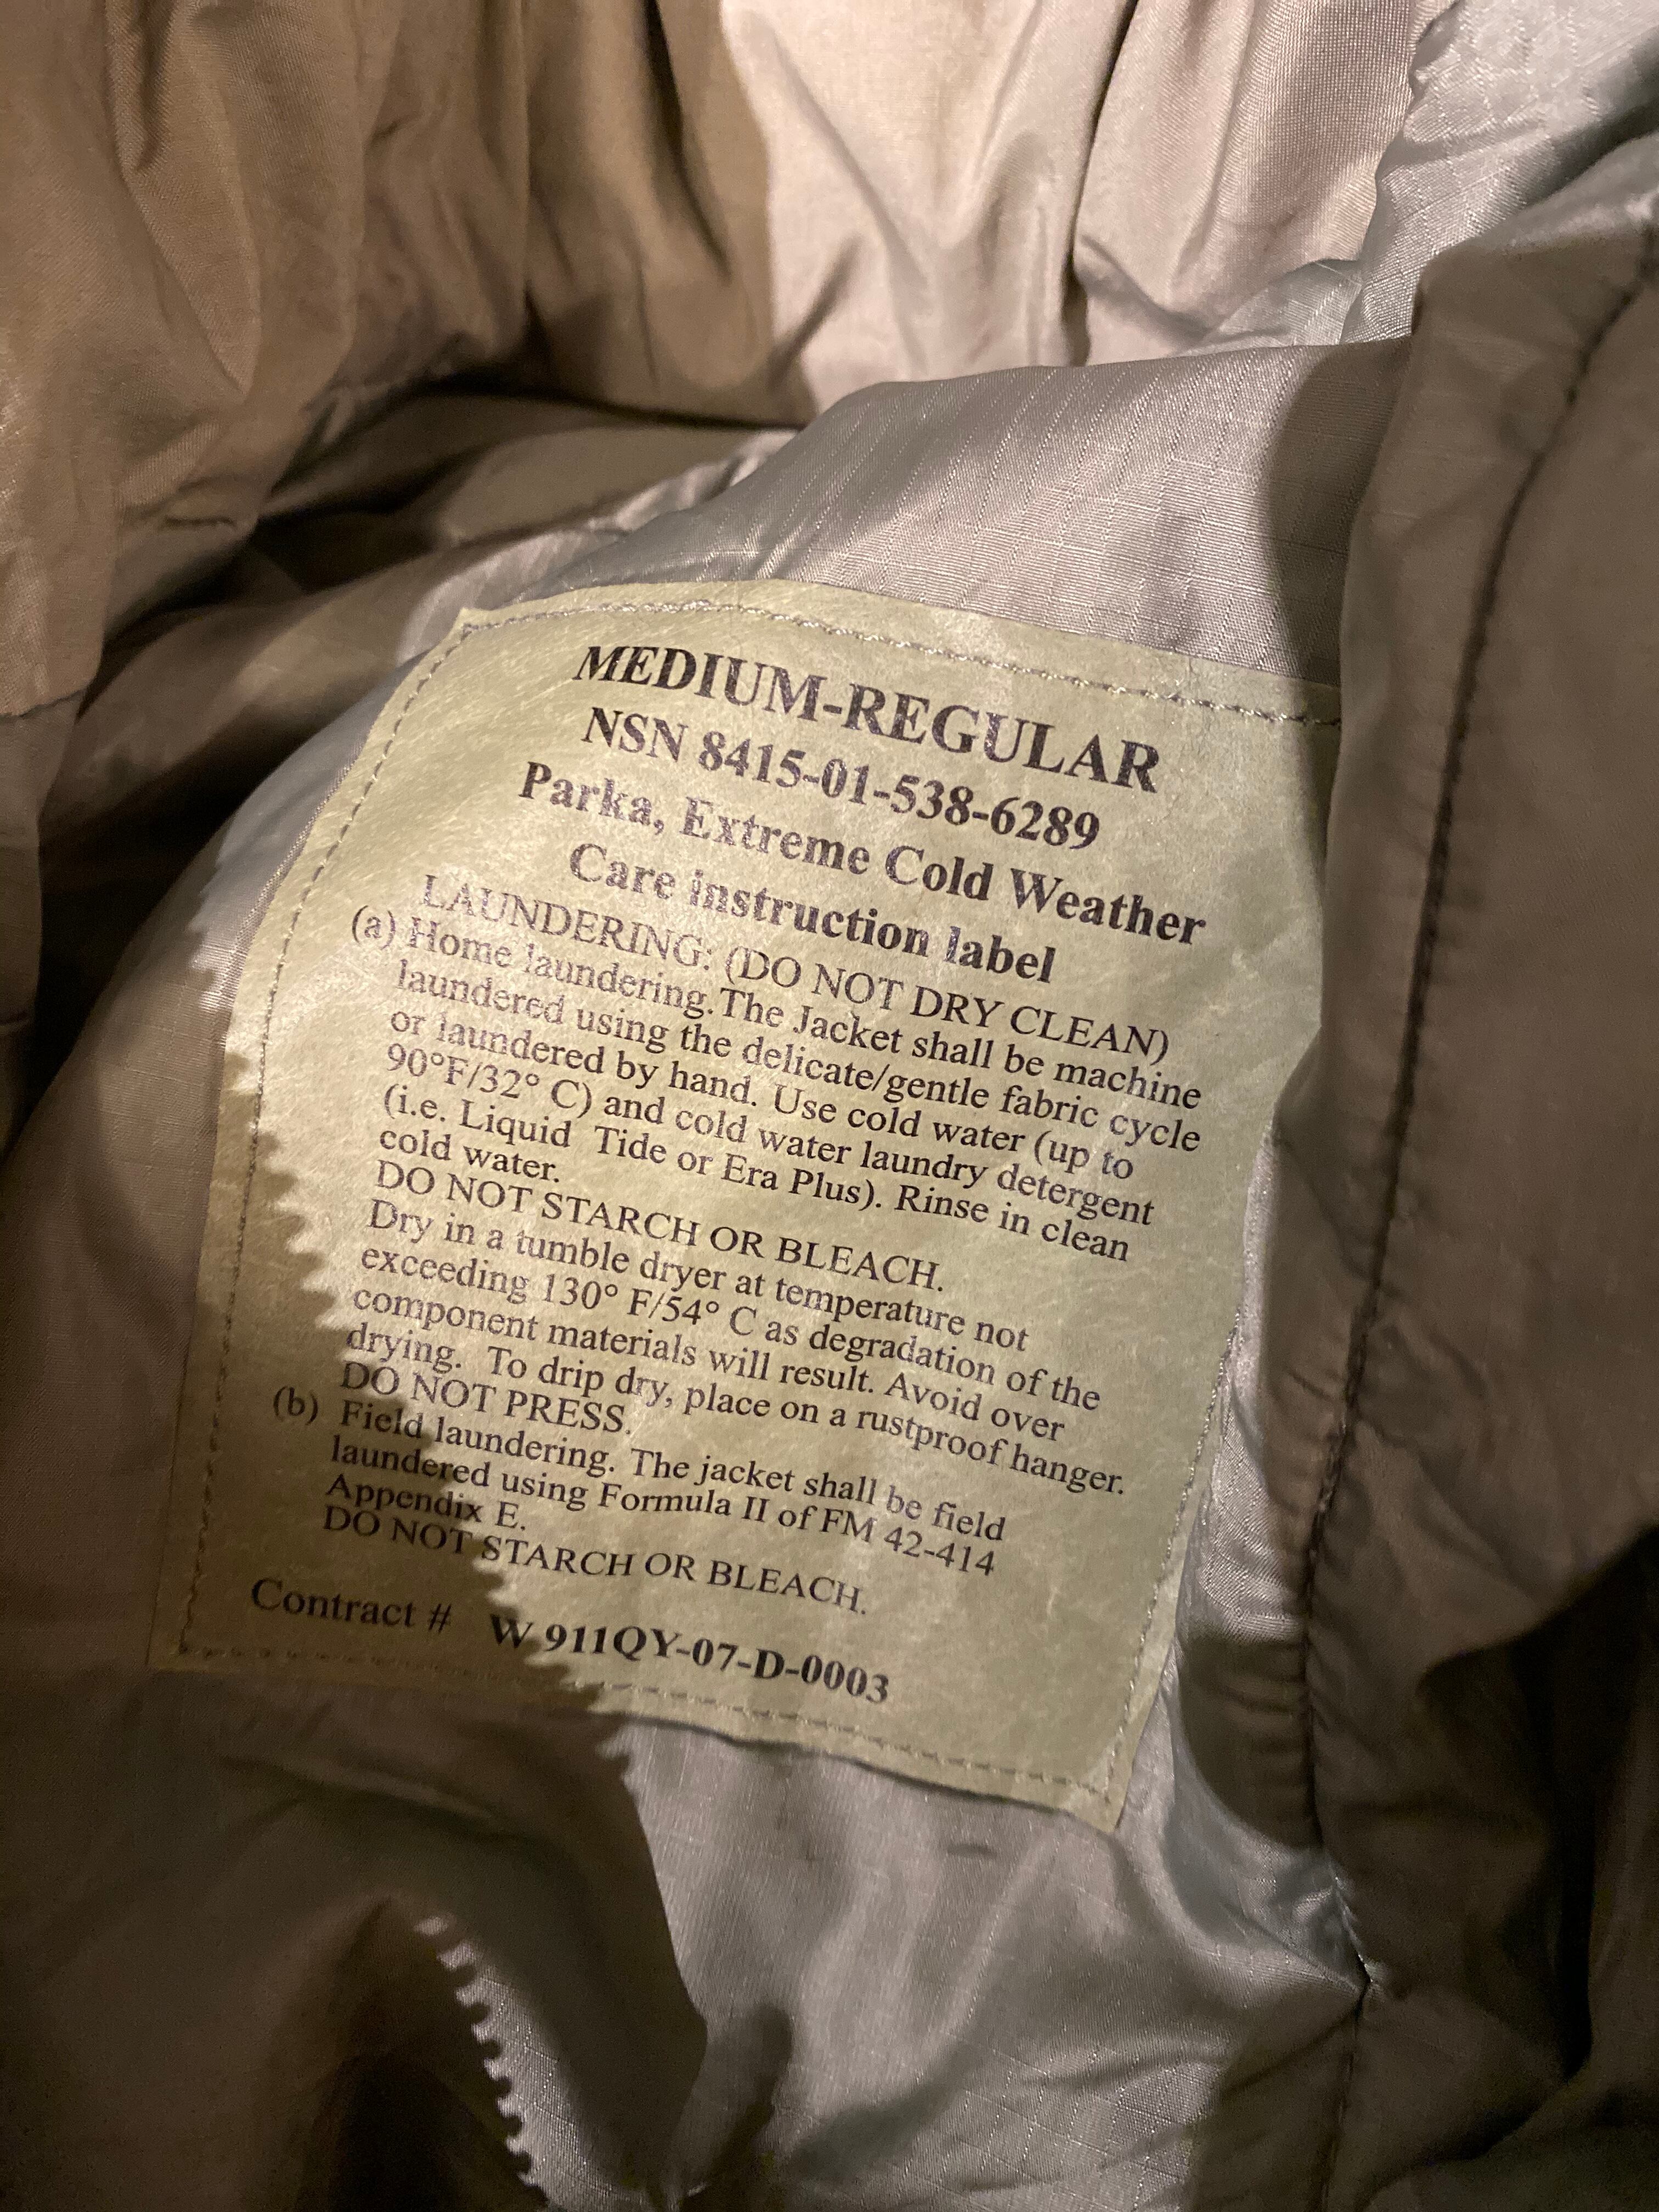 MEDIUM-REGULAR
NSN 8415-01-538-6289
Parka, Extreme Cold Weather
Care instruction label
LAUNDERING: (DO NOT DRY CLEAN)
(a) Home laundering. The Jacket shall be machine
laundered using the delicate/gentle fabric cycle
or laundered by hand. Use cold water (up to
90°F/32° C) and cold water laundry detergent
(i.e. Liquid Tide or Era Plus). Rinse in clean
cold water.
DO NOT STARCH OR BLEACH.
Dry in a tumble dryer at temperature not
exceeding 130° F/54° C as degradation of the
component materials will result. Avoid over
drying. To drip dry, place on a rustproof hanger.
DO NOT PRESS.
(b) Field laundering. The jacket shall be field
laundered using Formula II of FM 42-414
Appendix E.
DO NOT STARCH OR BLEACH.
Contract # W 911QY-07-D-0003